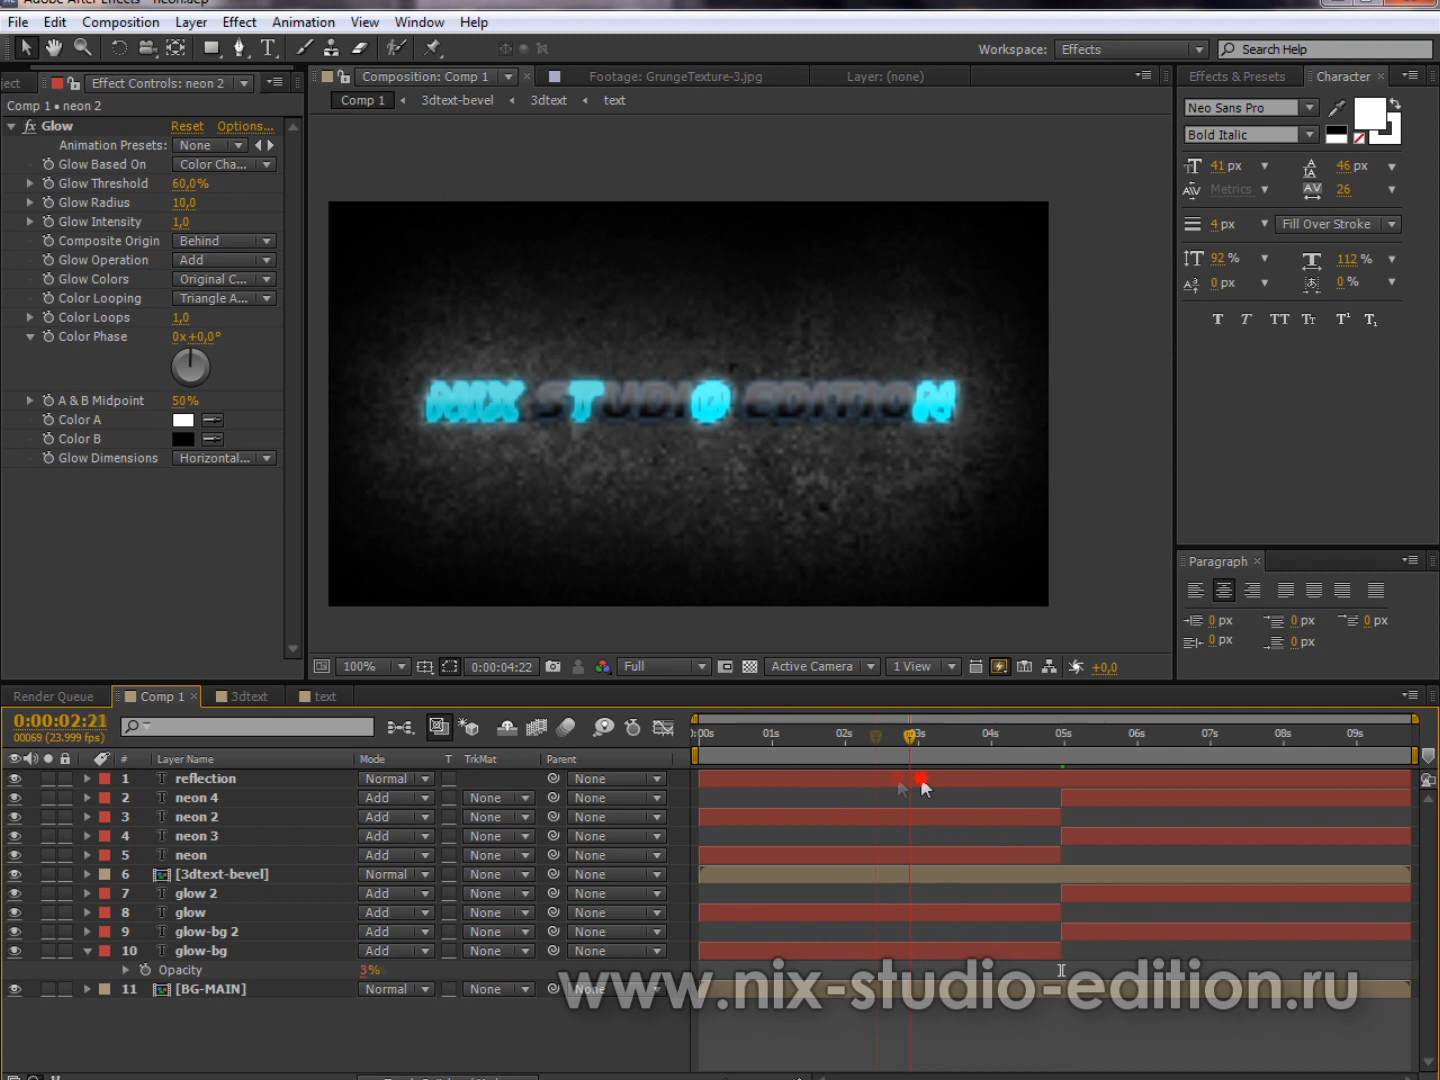 Adobe After Effects - neon.aep
File Edit Composition Layer Effect Animation View Window Help
Workspace: Effects
Search Help
Effect Controls: neon 2
Composition: Comp 1
Footage: GrungeTexture-3.jpg
Layer: (none)
Effects & Presets
Character
Comp 1 • neon 2
Comp 1 3dtext-bevel 3dtext text
Glow Reset Options...
Animation Presets: None
Glow Based On Color Cha...
Glow Threshold 60,0%
Glow Radius 10,0
Glow Intensity 1,0
Composite Origin Behind
Glow Operation Add
Glow Colors Original C...
Color Looping Triangle A...
Color Loops 1,0
Color Phase 0x+0,0°
A & B Midpoint 50%
Color A
Color B
Glow Dimensions Horizontal...
NIX STUDIO EDITION
Neo Sans Pro
Bold Italic
41 px 46 px
Metrics 26
4 px Fill Over Stroke
92 % 112 %
0 px 0 %
T T TT Tt T¹ T₁
Paragraph
0 px 0 px 0 px
0 px 0 px
100% 0:00:04:22 Full Active Camera 1 View +0,0
Render Queue Comp 1 3dtext text
0:00:02:21
00069 (23.999 fps)
0:00s 01s 02s 03s 04s 05s 06s 07s 08s 09s
# Layer Name Mode T TrkMat Parent
1 T reflection Normal None
2 T neon 4 Add None None
3 T neon 2 Add None None
4 T neon 3 Add None None
5 T neon Add None None
6 [3dtext-bevel] Normal None None
7 T glow 2 Add None None
8 T glow Add None None
9 T glow-bg 2 Add None None
10 T glow-bg Add None None
Opacity 3%
11 [BG-MAIN] Normal None None
www.nix-studio-edition.ru